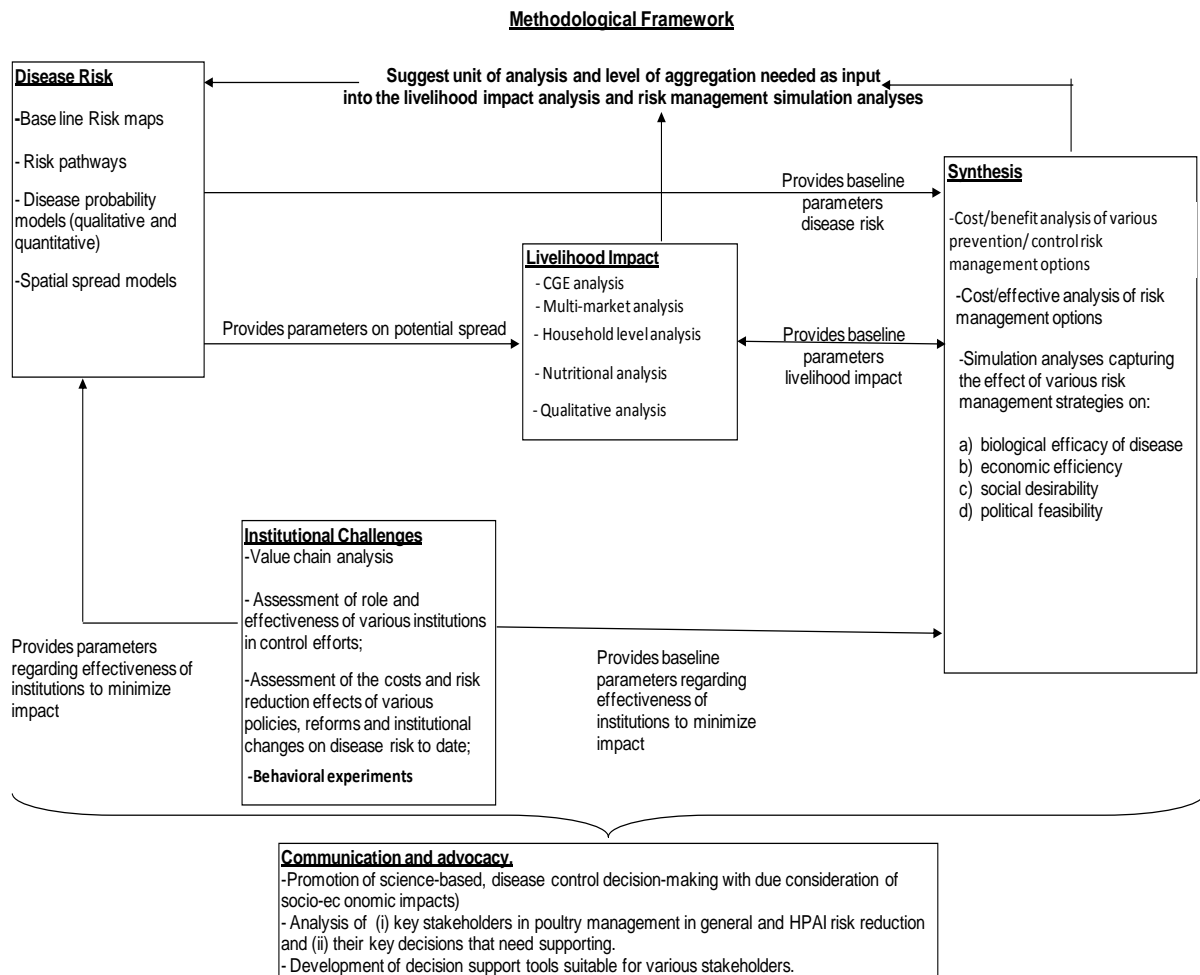 Methodological Framework
Disease Risk
-Baseline Risk maps
- Risk pathways
- Disease probability
models (qualitative and
quantitative)
-Spatial spread models
Suggest unit of analysis and level of aggregation needed as input
into the livelihood impact analysis and risk management simulation analyses
Provides baseline
parameters
disease risk
Provides parameters on potential spread
Livelihood Impact
- CGE analysis
- Multi-market analysis
- Household level analysis
- Nutritional analysis
- Qualitative analysis
Provides baseline
parameters
livelihood impact
Synthesis
-Cost/benefit analysis of various
prevention/ control risk
management options
-Cost/effective analysis of risk
management options
-Simulation analyses capturing
the effect of various risk
management strategies on:
a) biological efficacy of disease
b) economic efficiency
c) social desirability
d) political feasibility
Provides parameters
regarding effectiveness of
institutions to minimize
impact
Institutional Challenges
-Value chain analysis
- Assessment of role and
effectiveness of various institutions
in control efforts;
-Assessment of the costs and risk
reduction effects of various
policies, reforms and institutional
changes on disease risk to date;
-Behavioral experiments
Provides baseline
parameters regarding
effectiveness of
institutions to minimize
impact
Communication and advocacy.
-Promotion of science-based, disease control decision-making with due consideration of
socio-ec onomic impacts)
- Analysis of (i) key stakeholders in poultry management in general and HPAI risk reduction
and (ii) their key decisions that need supporting.
- Development of decision support tools suitable for various stakeholders.